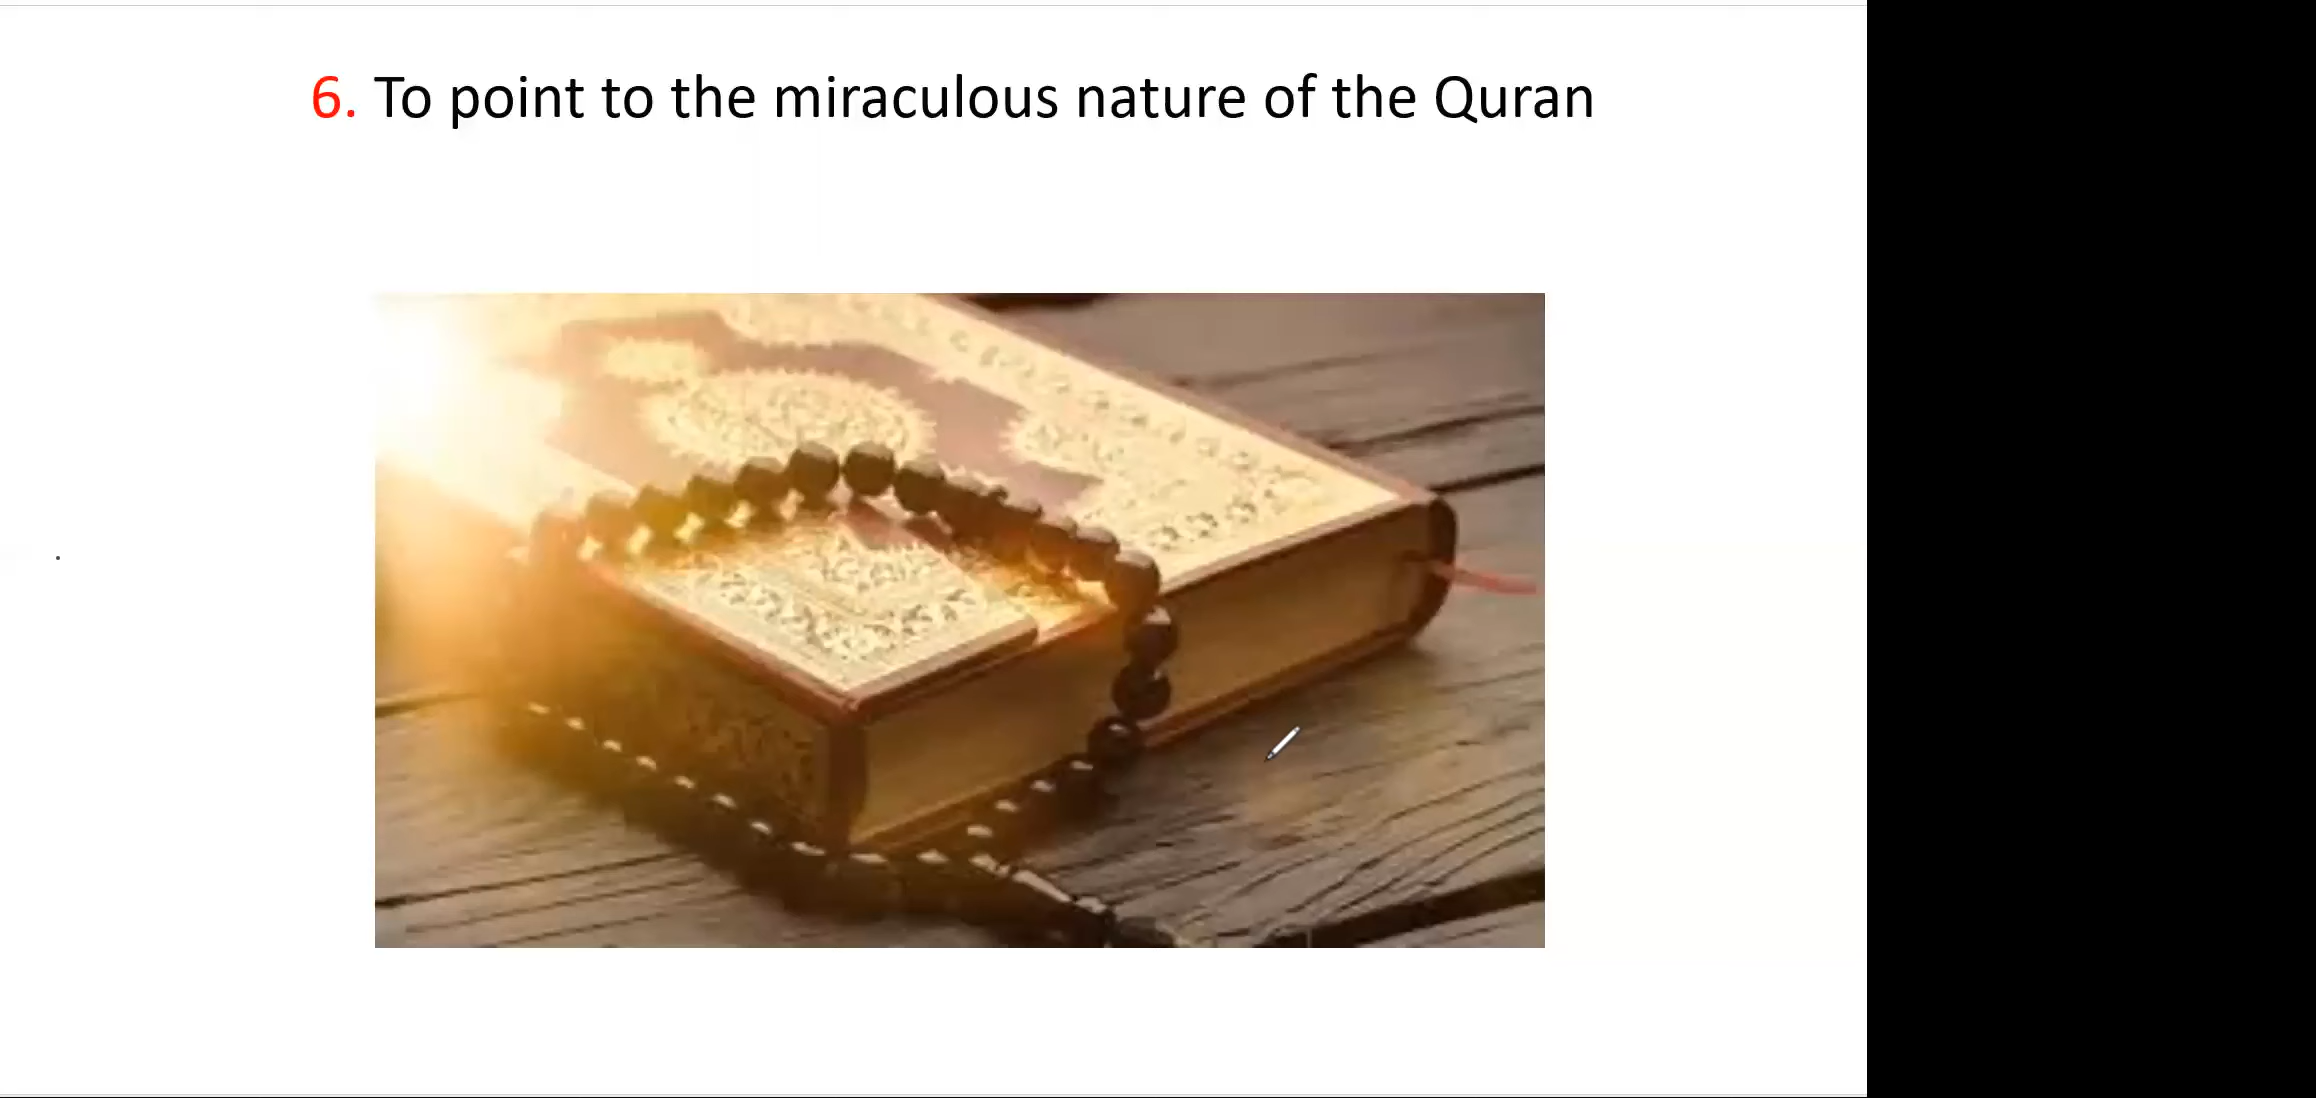 6. To point to the miraculous nature of the Quran